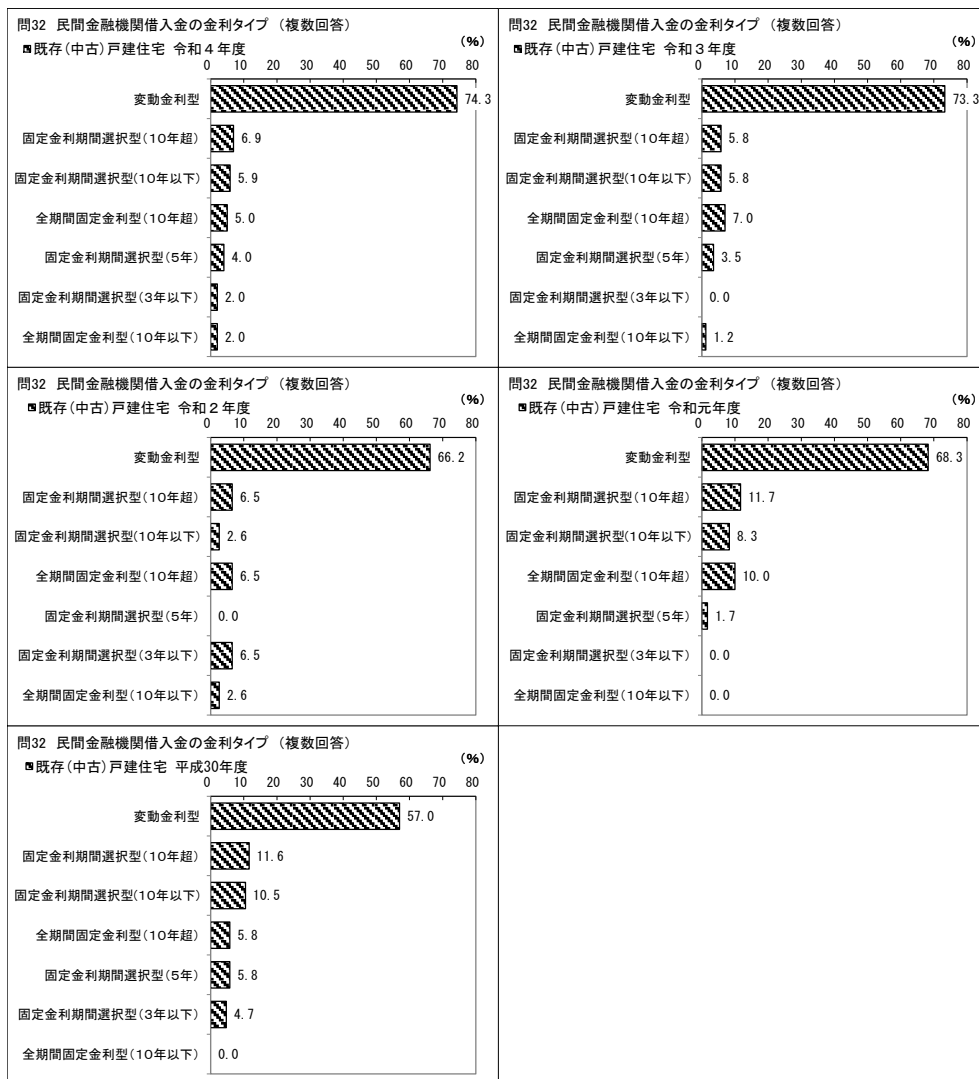 問32 民間金融機関借入金の金利タイプ (複数回答)
既存(中古)戸建住宅 令和４年度
(%)
0 10 20 30 40 50 60 70 80
変動金利型 74.3
固定金利期間選択型(10年超) 6.9
固定金利期間選択型(10年以下) 5.9
全期間固定金利型(10年超) 5.0
固定金利期間選択型(5年) 4.0
固定金利期間選択型(3年以下) 2.0
全期間固定金利型(10年以下) 2.0
問32 民間金融機関借入金の金利タイプ (複数回答)
既存(中古)戸建住宅 令和３年度
(%)
0 10 20 30 40 50 60 70 80
変動金利型 73.3
固定金利期間選択型(10年超) 5.8
固定金利期間選択型(10年以下) 5.8
全期間固定金利型(10年超) 7.0
固定金利期間選択型(5年) 3.5
固定金利期間選択型(3年以下) 0.0
全期間固定金利型(10年以下) 1.2
問32 民間金融機関借入金の金利タイプ (複数回答)
既存(中古)戸建住宅 令和２年度
(%)
0 10 20 30 40 50 60 70 80
変動金利型 66.2
固定金利期間選択型(10年超) 6.5
固定金利期間選択型(10年以下) 2.6
全期間固定金利型(10年超) 6.5
固定金利期間選択型(5年) 0.0
固定金利期間選択型(3年以下) 6.5
全期間固定金利型(10年以下) 2.6
問32 民間金融機関借入金の金利タイプ (複数回答)
既存(中古)戸建住宅 令和元年度
(%)
0 10 20 30 40 50 60 70 80
変動金利型 68.3
固定金利期間選択型(10年超) 11.7
固定金利期間選択型(10年以下) 8.3
全期間固定金利型(10年超) 10.0
固定金利期間選択型(5年) 1.7
固定金利期間選択型(3年以下) 0.0
全期間固定金利型(10年以下) 0.0
問32 民間金融機関借入金の金利タイプ (複数回答)
既存(中古)戸建住宅 平成30年度
(%)
0 10 20 30 40 50 60 70 80
変動金利型 57.0
固定金利期間選択型(10年超) 11.6
固定金利期間選択型(10年以下) 10.5
全期間固定金利型(10年超) 5.8
固定金利期間選択型(5年) 5.8
固定金利期間選択型(3年以下) 4.7
全期間固定金利型(10年以下) 0.0